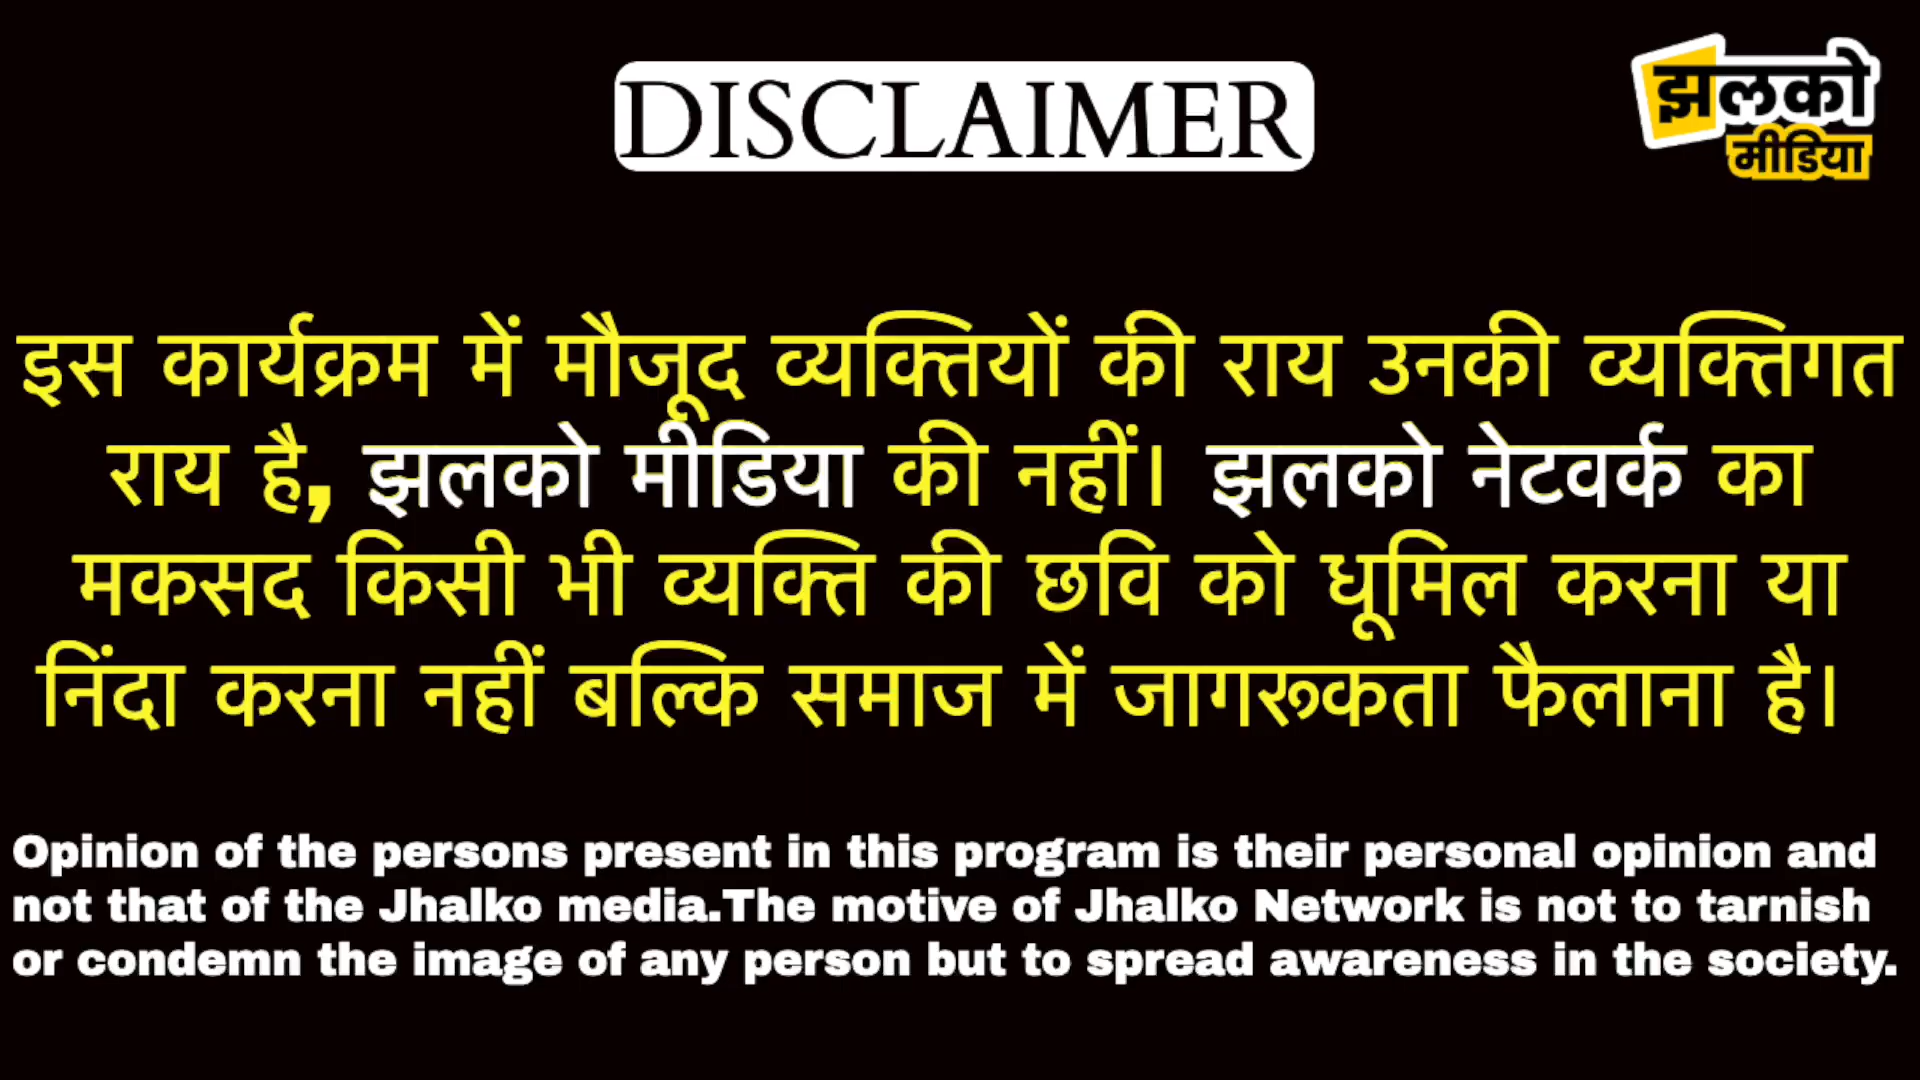 DISCLAIMER
झलको
मीडिया
इस कार्यक्रम में मौजूद व्यक्तियों की राय उनकी व्यक्तिगत
राय है, झलको मीडिया की नहीं। झलको नेटवर्क का
मकसद किसी भी व्यक्ति की छवि को धूमिल करना या
निंदा करना नहीं बल्कि समाज में जागरूकता फैलाना है।
Opinion of the persons present in this program is their personal opinion and
not that of the Jhalko media.The motive of Jhalko Network is not to tarnish
or condemn the image of any person but to spread awareness in the society.